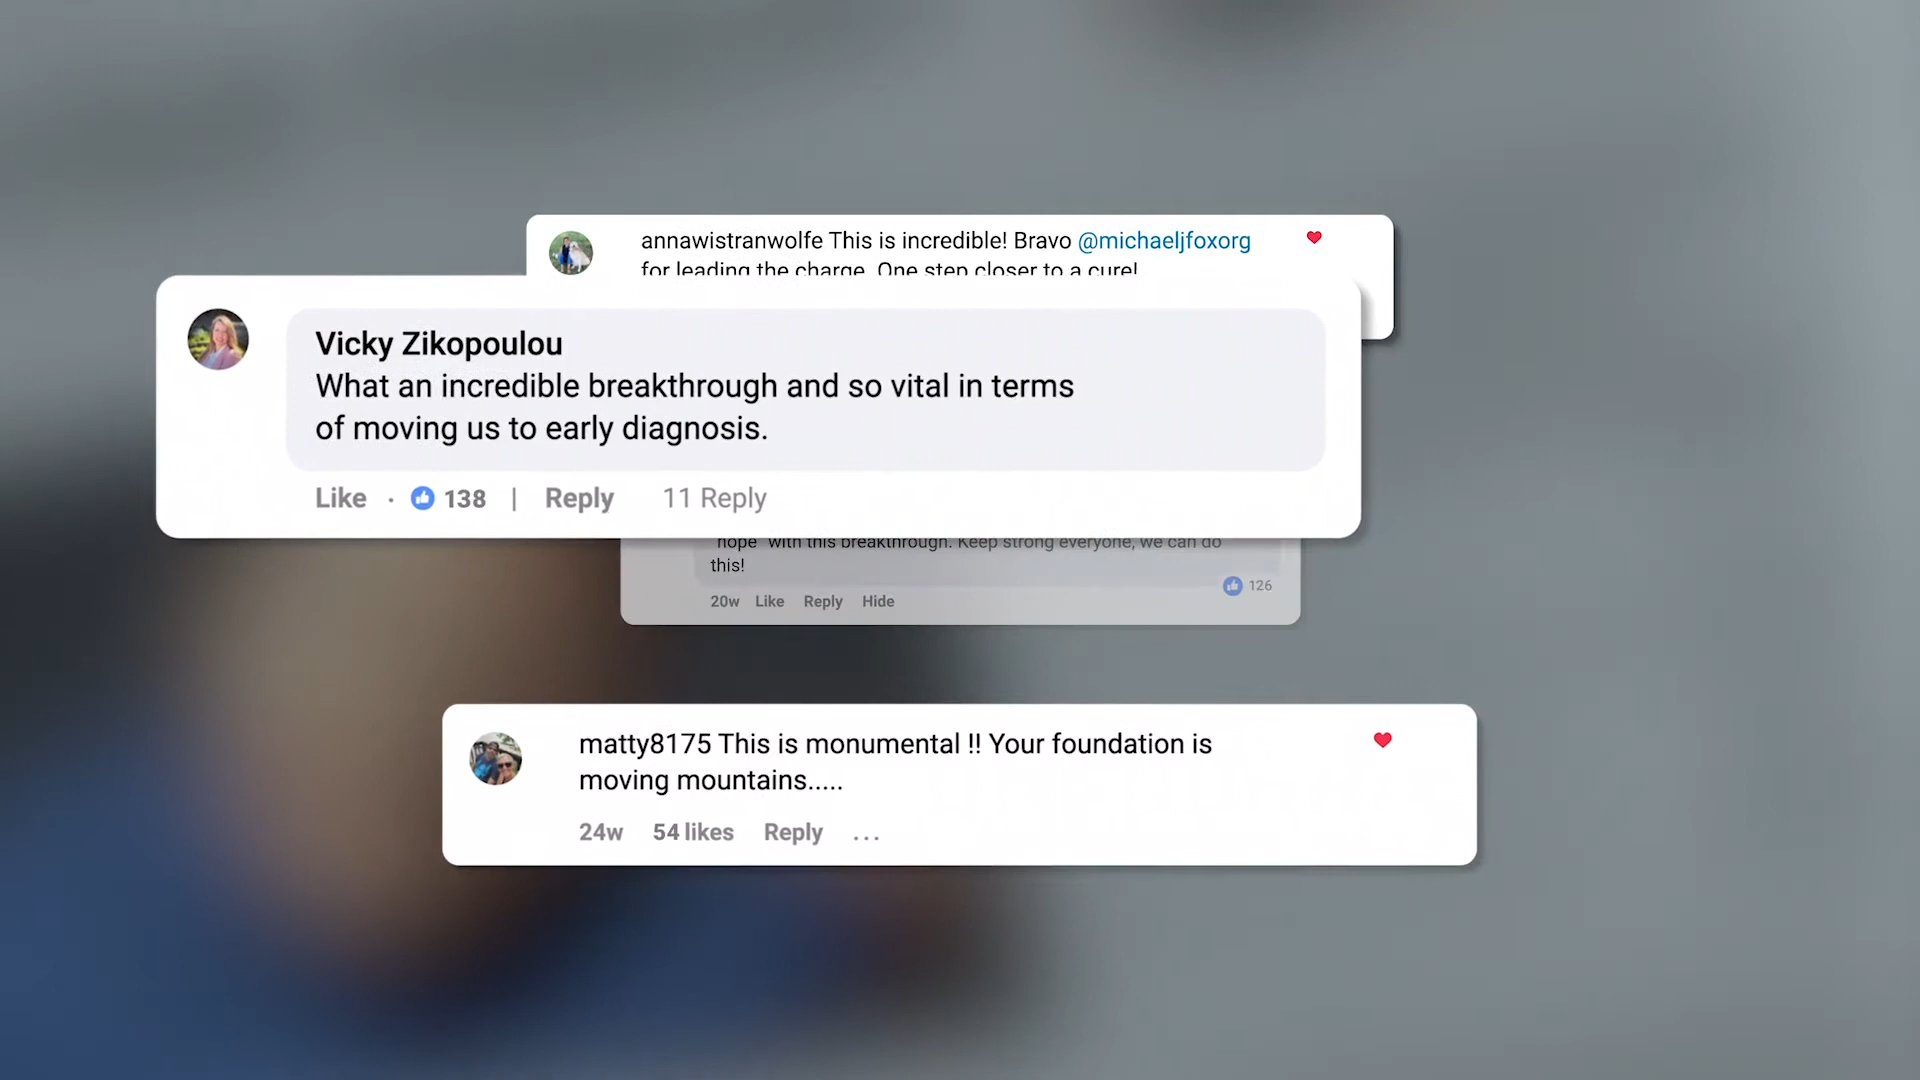 annawistranwolfe This is incredible! Bravo @michaeljfoxorg
for leading the charge. One step closer to a cure!
Vicky Zikopoulou
What an incredible breakthrough and so vital in terms
of moving us to early diagnosis.
Like · 138 | Reply 11 Reply
"hope" with this breakthrough. Keep strong everyone, we can do
this!
126
20w Like Reply Hide
matty8175 This is monumental !! Your foundation is
moving mountains.....
24w 54 likes Reply ...